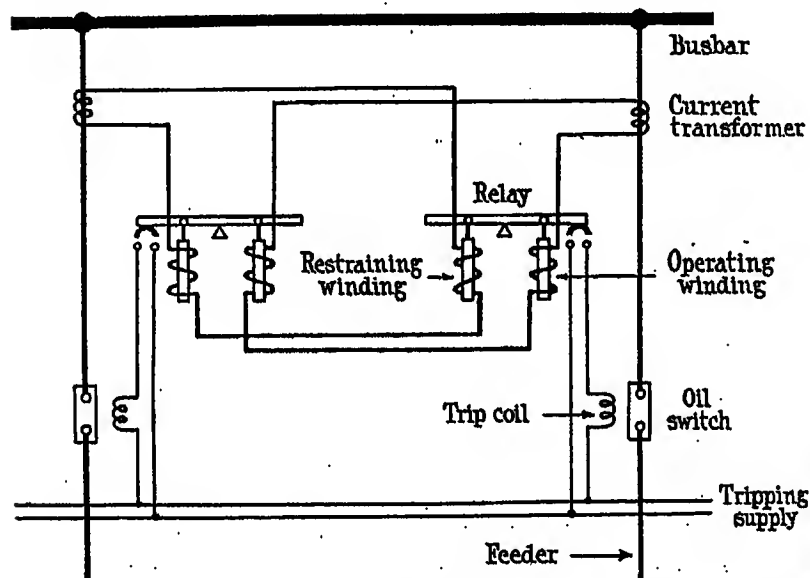 Busbar
Current
transformer
Relay
Restraining
winding
Operating
winding
Trip coil
Oil
switch
Tripping
supply
Feeder